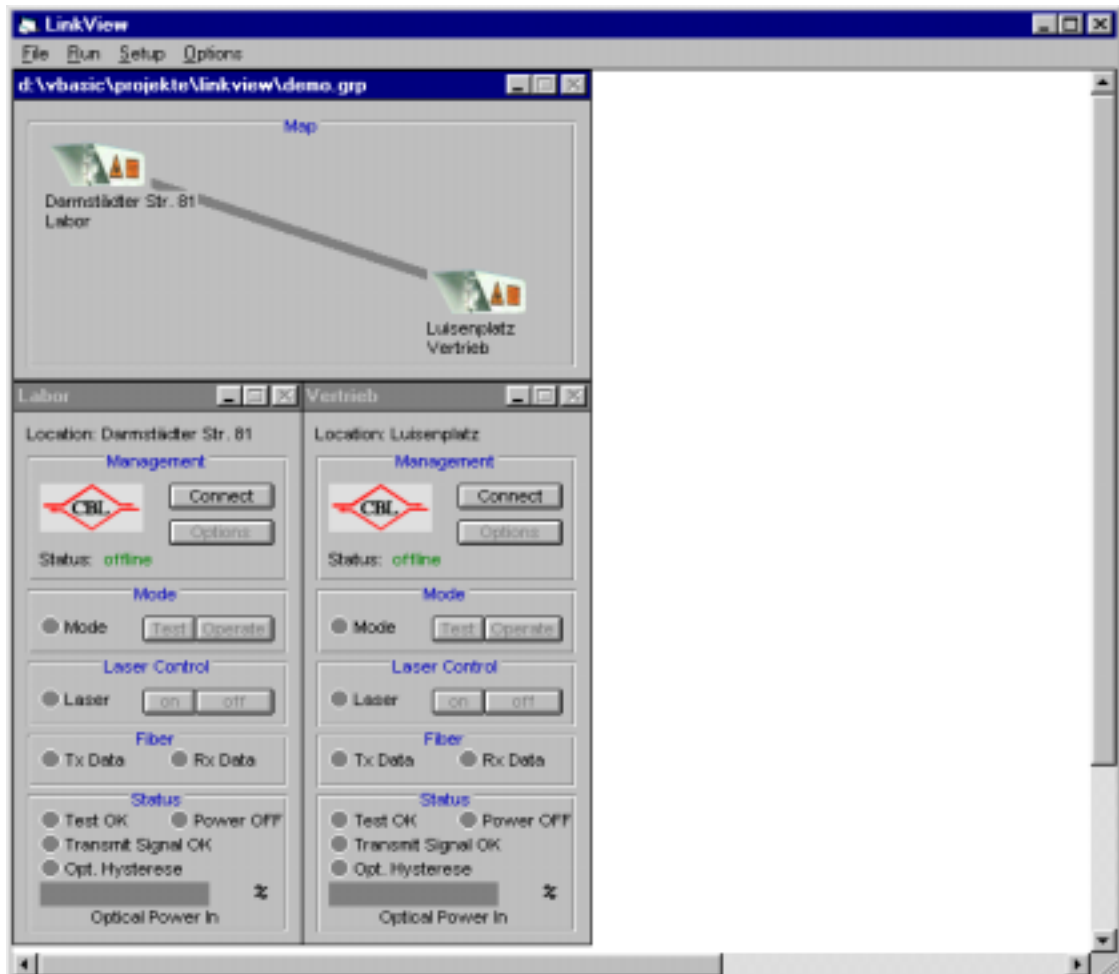 LinkView
File Run Setup Options
d:\vbasic\projekte\linkview\demo.grp
Map
Darmstädter Str. 81
Labor
Luisenplatz
Vertrieb
Labor
Location: Darmstädter Str. 81
Management
CBL
Connect
Options
Status: offline
Mode
Mode Test Operate
Laser Control
Laser on off
Fiber
Tx Data Rx Data
Status
Test OK Power OFF
Transmit Signal OK
Opt. Hysterese
%
Optical Power In
Vertrieb
Location: Luisenplatz
Management
CBL
Connect
Options
Status: offline
Mode
Mode Test Operate
Laser Control
Laser on off
Fiber
Tx Data Rx Data
Status
Test OK Power OFF
Transmit Signal OK
Opt. Hysterese
%
Optical Power In